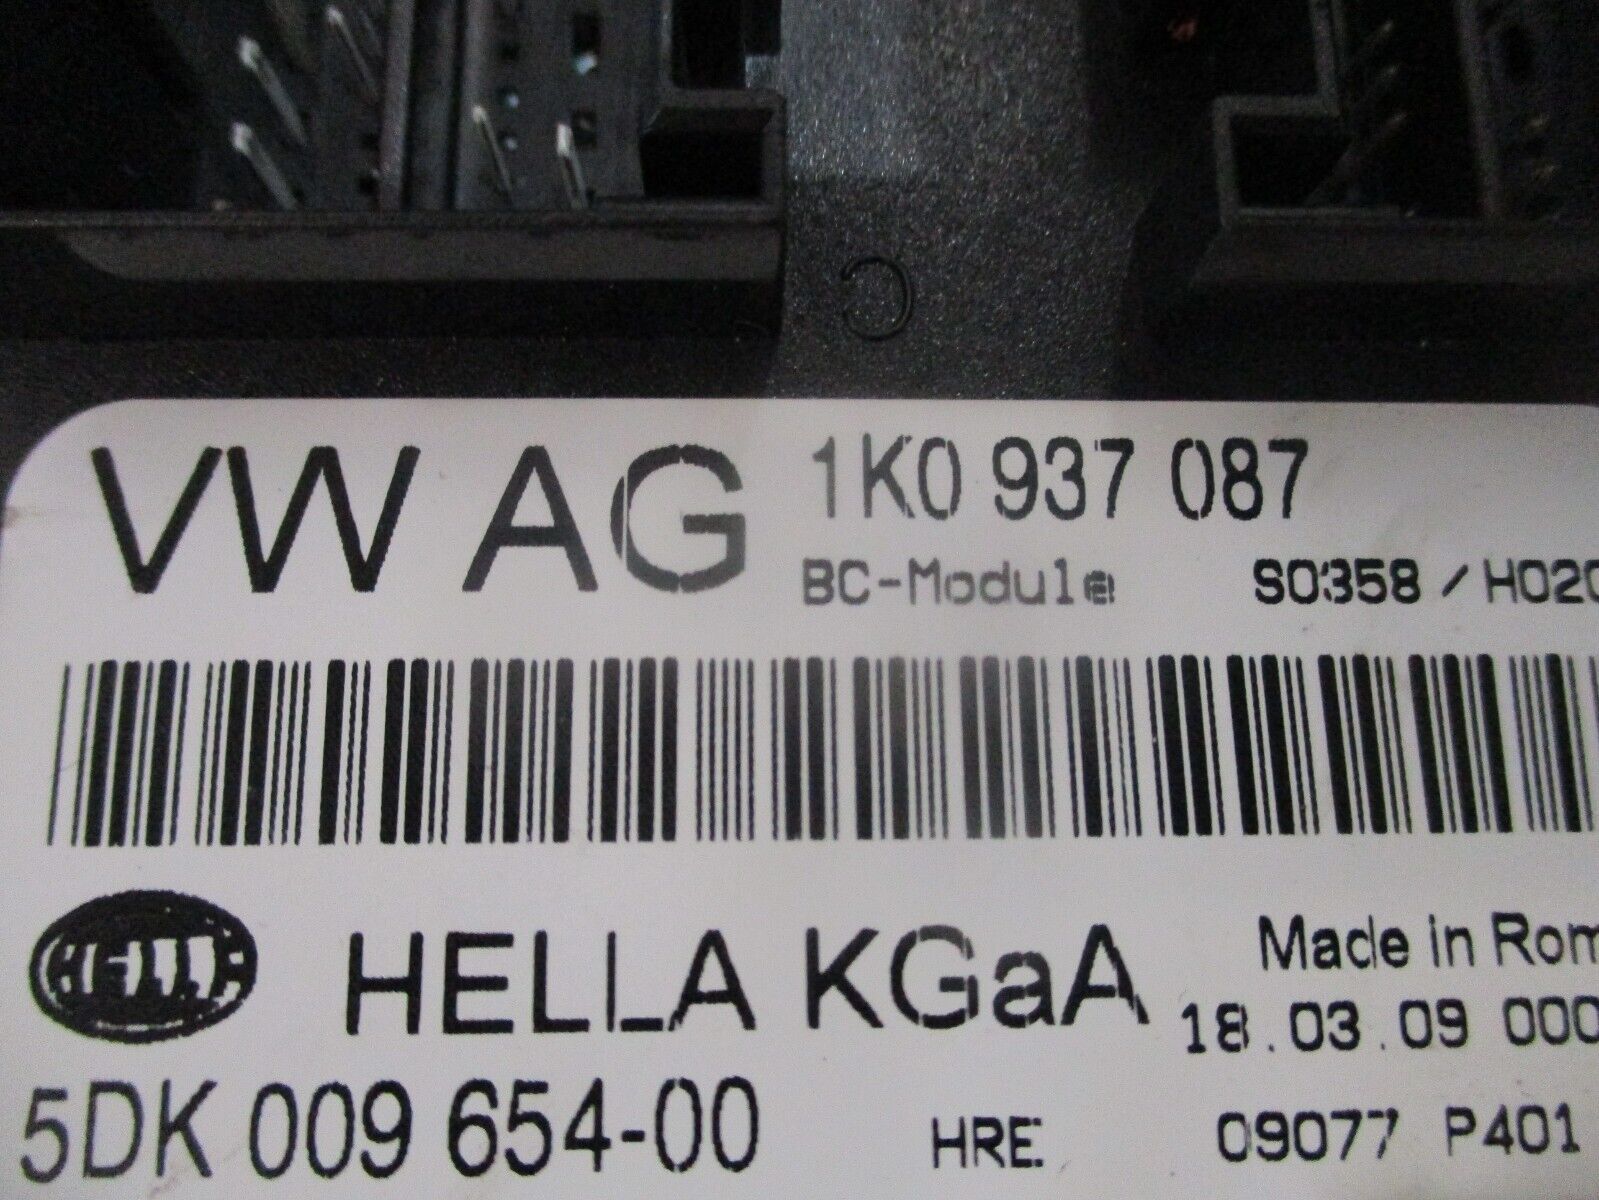 C
VW AG 1K0 937 087
BC-Module S0358 / H020
HELLA HELLA KGaA Made in Rom
18.03.09 000
5DK 009 654-00 HRE 09077 P401